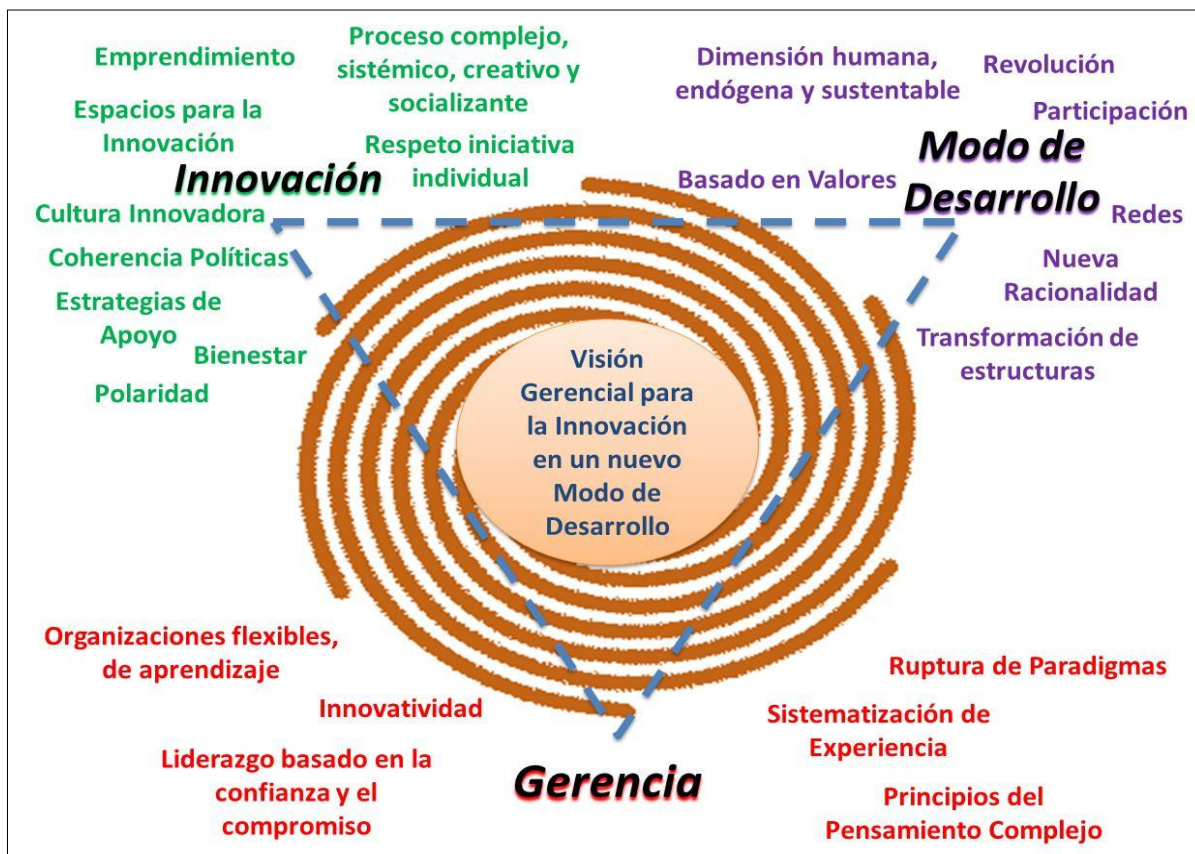 Emprendimiento
Proceso complejo,
sistémico, creativo y
socializante
Espacios para la
Innovación
Respeto iniciativa
individual
Innovación
Cultura Innovadora
Coherencia Políticas
Estrategias de
Apoyo
Bienestar
Polaridad
Dimensión humana,
endógena y sustentable
Revolución
Participación
Modo de
Desarrollo
Basado en Valores
Redes
Nueva
Racionalidad
Transformación de
estructuras
Visión
Gerencial para
la Innovación
en un nuevo
Modo de
Desarrollo
Organizaciones flexibles,
de aprendizaje
Innovatividad
Liderazgo basado en la
confianza y el
compromiso
Gerencia
Ruptura de Paradigmas
Sistematización de
Experiencia
Principios del
Pensamiento Complejo